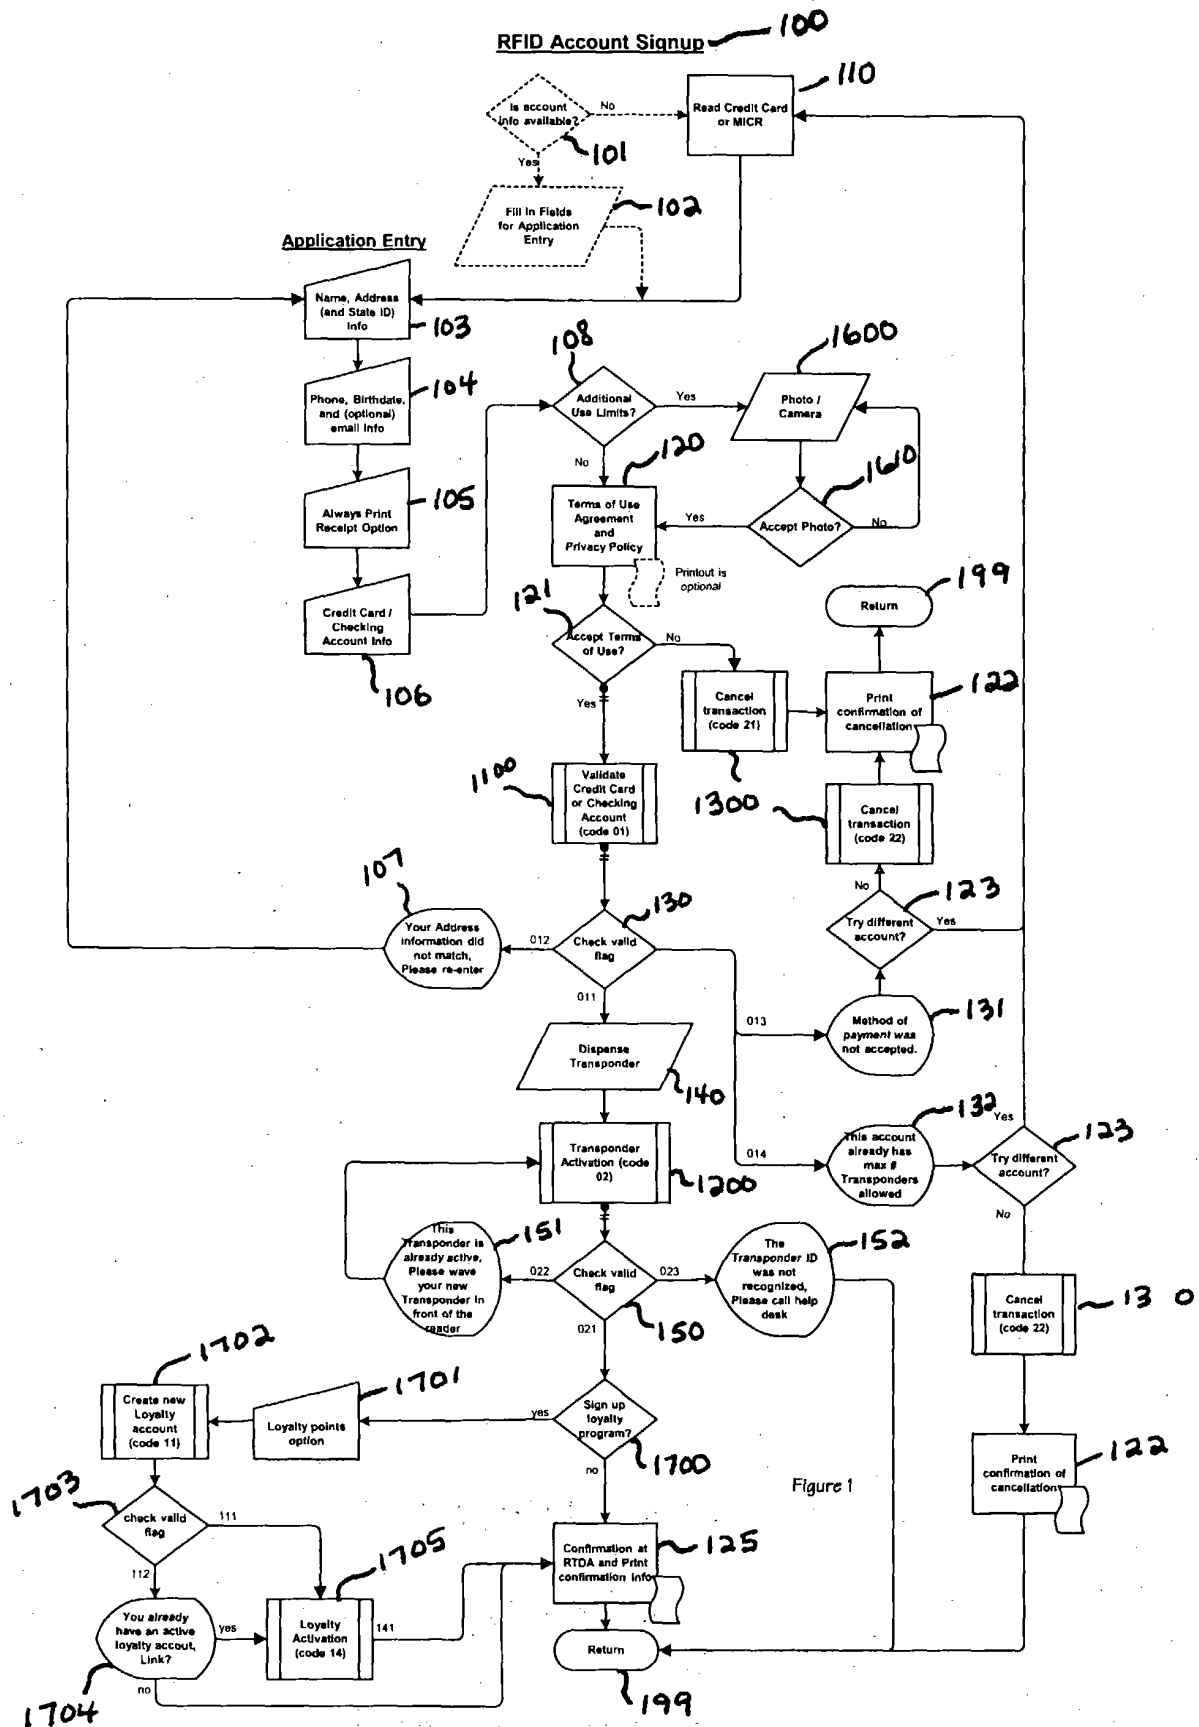 RFID Account Signup
100
110
Is account
info available?
No
Read Credit Card
or MICR
101
Yes
Fill in Fields
for Application
Entry
102
Application Entry
Name, Address
(and State ID)
Info
103
108
1600
Phone, Birthdate,
and (optional)
email Info
104
Additional
Use Limits?
Yes
Photo /
Camera
No
120
Always Print
Receipt Option
105
Terms of Use
Agreement
and
Privacy Policy
Yes
Accept Photo?
No
1610
Printout is
optional
Credit Card /
Checking
Account Info
106
121
Accept Terms
of Use?
No
Return
199
Yes
Cancel
transaction
(code 21)
Print
confirmation of
cancellation
122
1100
Validate
Credit Card
or Checking
Account
(code 01)
1300
Cancel
transaction
(code 22)
No
107
130
123
Your Address
information did
not match,
Please re-enter
012
Check valid
flag
Try different
account?
Yes
011
013
Method of
payment was
not accepted.
131
Dispense
Transponder
140
132
Yes
Transponder
Activation (code
02)
1200
014
This account
already has
max #
Transponders
allowed
Try different
account?
123
No
151
152
This
Transponder is
already active,
Please wave
your new
Transponder in
front of the
reader
022
Check valid
flag
023
The
Transponder ID
was not
recognized,
Please call help
desk
150
021
Cancel
transaction
(code 22)
13 0
1702
1701
Create new
Loyalty
account
(code 11)
Loyalty points
option
yes
Sign up
loyalty
program?
1700
no
Print
confirmation of
cancellation
122
Figure 1
1703
check valid
flag
111
112
1705
Confirmation at
RTDA and Print
confirmation Info
125
You already
have an active
loyalty accout,
Link?
yes
Loyalty
Activation
(code 14)
141
Return
no
1704
199